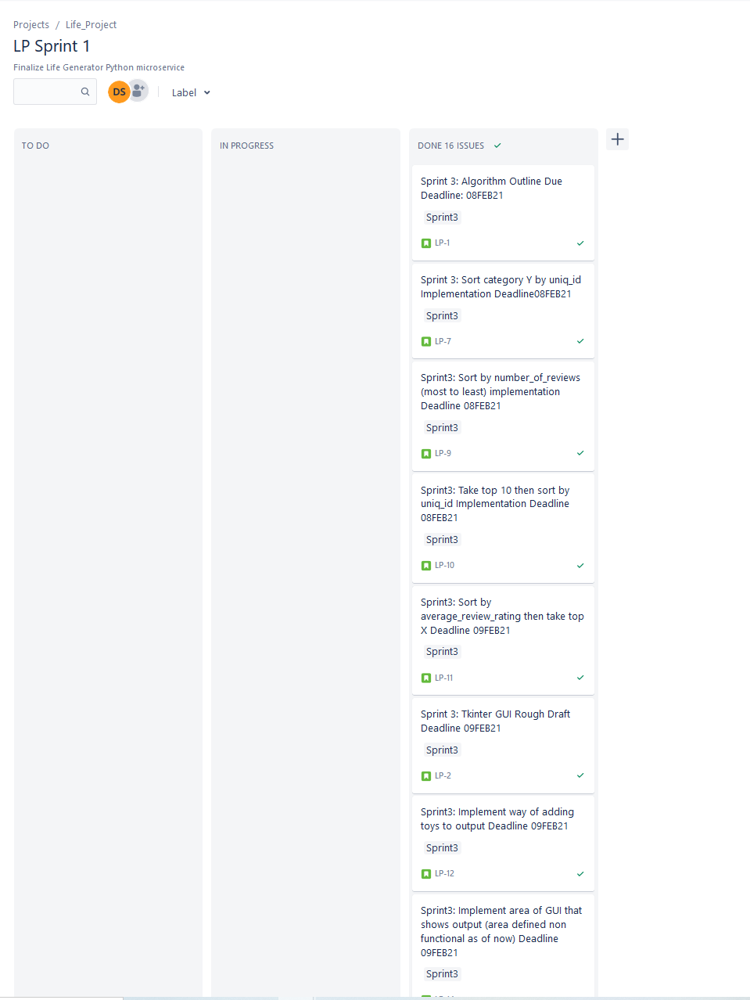 Projects / Life_Project
LP Sprint 1
Finalize Life Generator Python microservice
DS
Label
TO DO
IN PROGRESS
DONE 16 ISSUES
Sprint 3: Algorithm Outline Due
Deadline: 08FEB21
Sprint3
LP-1
Sprint 3: Sort category Y by uniq_id
Implementation Deadline08FEB21
Sprint3
LP-7
Sprint3: Sort by number_of_reviews
(most to least) implementation
Deadline 08FEB21
Sprint3
LP-9
Sprint3: Take top 10 then sort by
uniq_id Implementation Deadline
08FEB21
Sprint3
LP-10
Sprint3: Sort by
average_review_rating then take top
X Deadline 09FEB21
Sprint3
LP-11
Sprint 3: Tkinter GUI Rough Draft
Deadline 09FEB21
Sprint3
LP-2
Sprint3: Implement way of adding
toys to output Deadline 09FEB21
Sprint3
LP-12
Sprint3: Implement area of GUI that
shows output (area defined non
functional as of now) Deadline
09FEB21
Sprint3